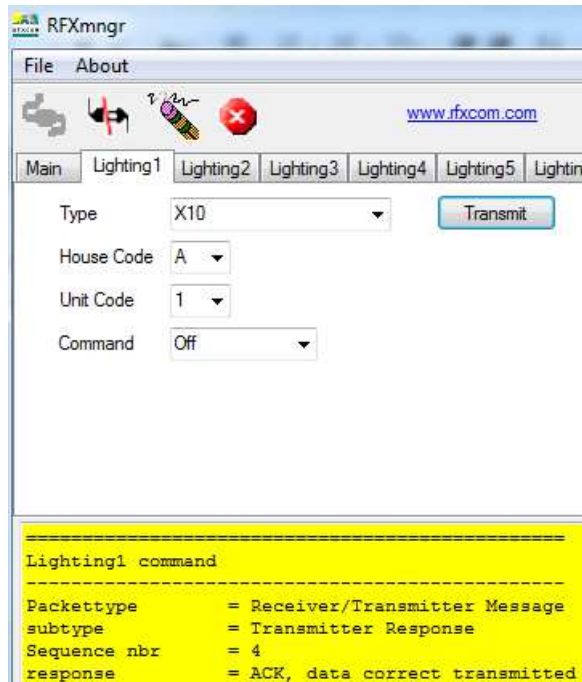 RFXmngr
File About
www.rfxcom.com
Main Lighting1 Lighting2 Lighting3 Lighting4 Lighting5 Lightin
Type X10 Transmit
House Code A
Unit Code 1
Command Off
================================================
Lighting1 command
------------------------------------------------
Packettype = Receiver/Transmitter Message
subtype = Transmitter Response
Sequence nbr = 4
response = ACK, data correct transmitted